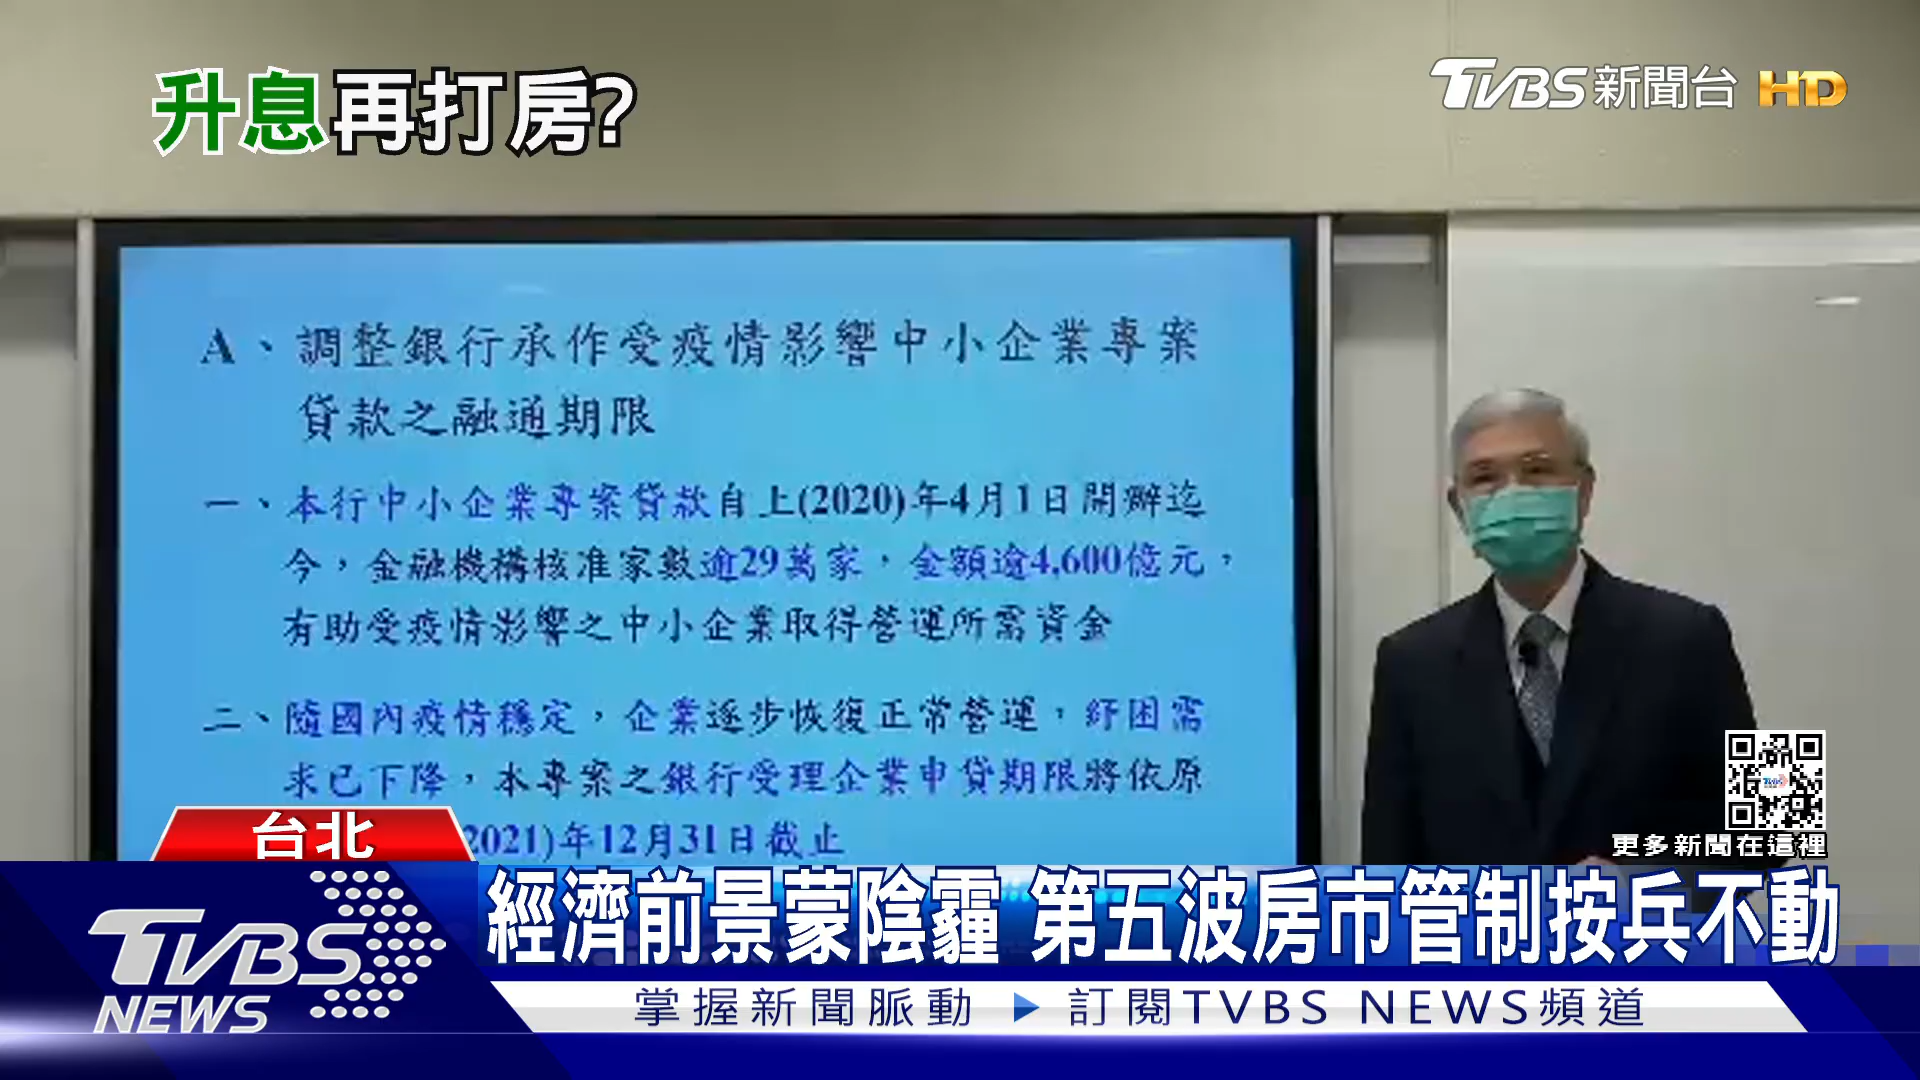 升息再打房?
TVBS新聞台 HD
A、調整銀行承作受疫情影響中小企業專案
貸款之融通期限
一、本行中小企業專案貸款自上(2020)年4月1日開辦迄
今，金融機構核准家數逾29萬家，金額逾4,600億元，
有助受疫情影響之中小企業取得營運所需資金
二、隨國內疫情穩定，企業逐步恢復正常營運，紓困需
求已下降，本專案之銀行受理企業申貸期限將依原
2021)年12月31日截止
TVBS
更多新聞在這裡
台北
經濟前景蒙陰霾 第五波房市管制按兵不動
TVBS NEWS
掌握新聞脈動 ▶ 訂閱TVBS NEWS頻道